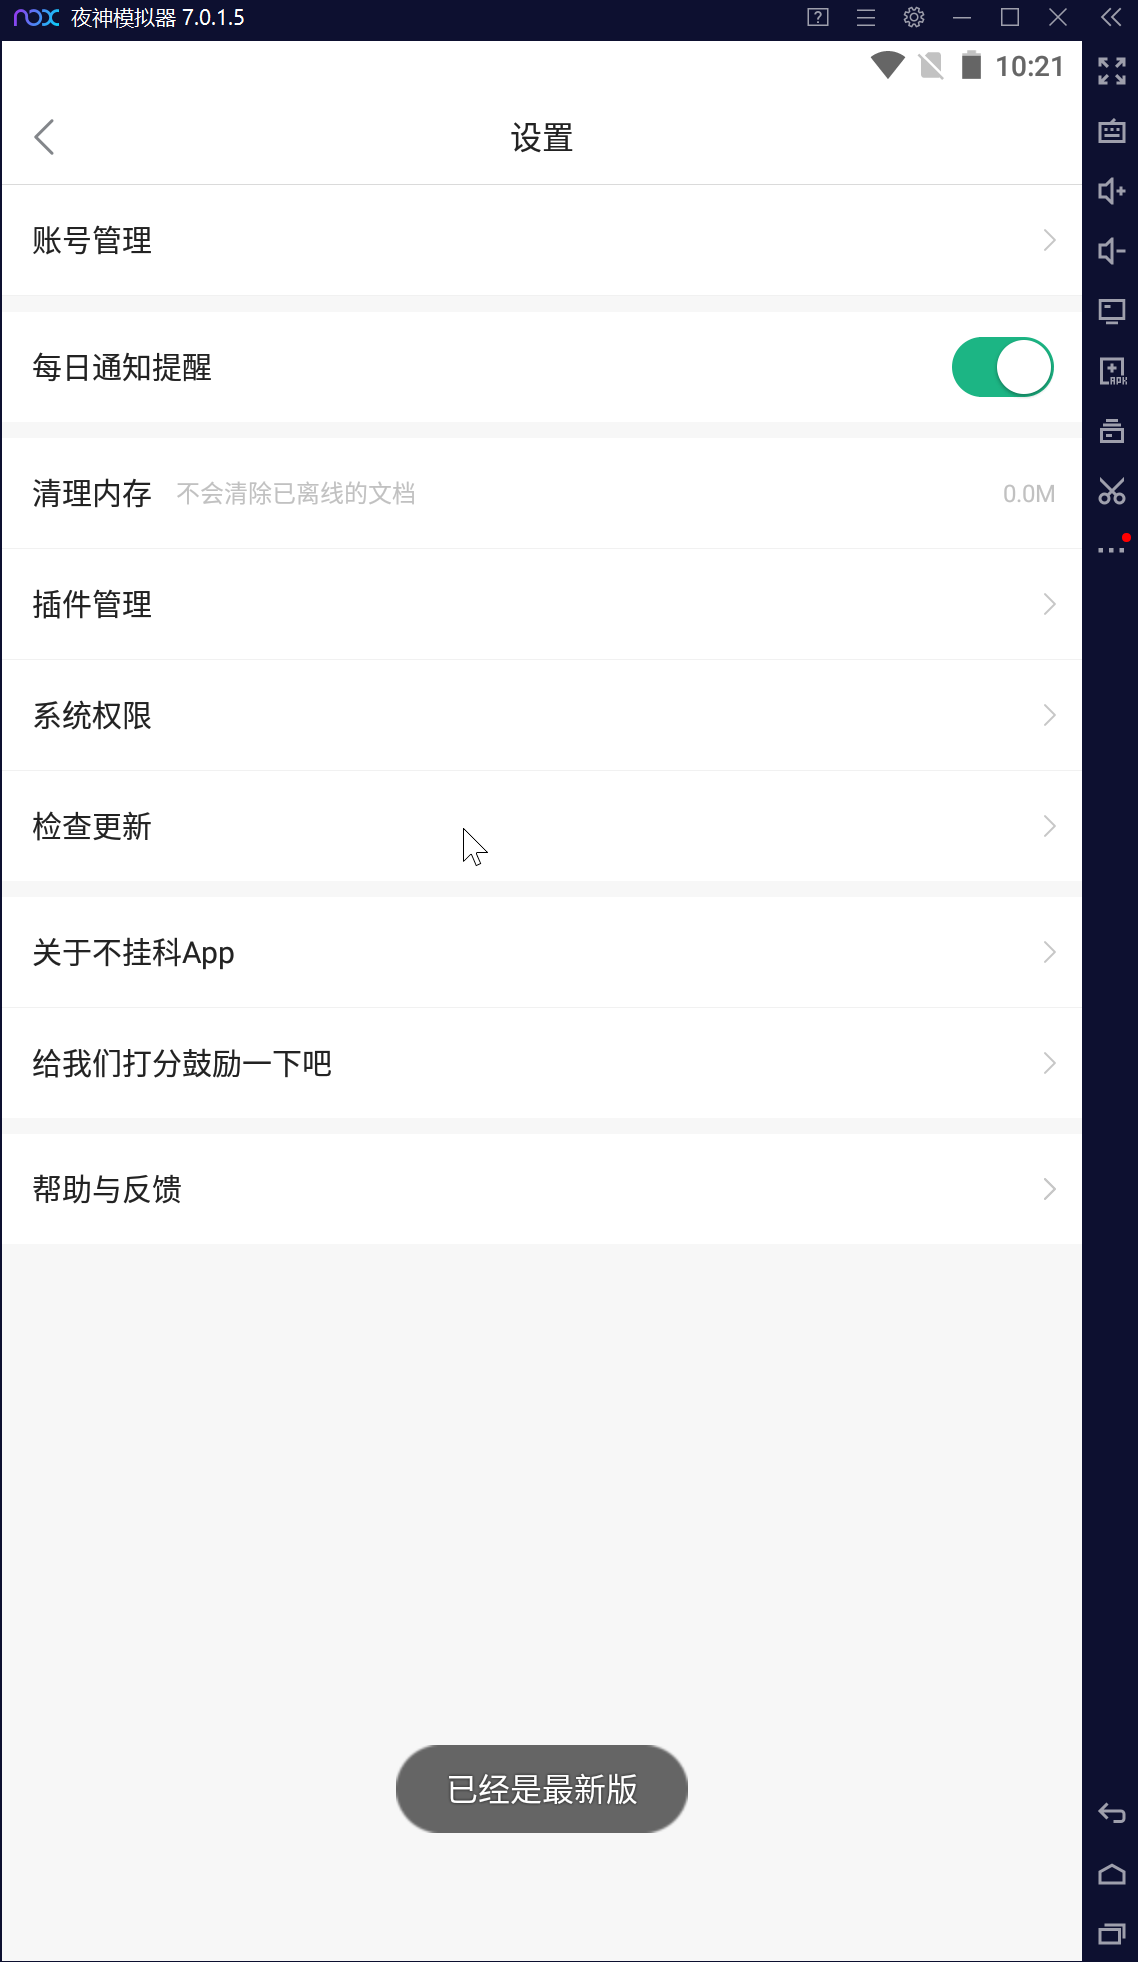 nox 夜神模拟器 7.0.1.5
10:21
设置
账号管理
每日通知提醒
清理内存 不会清除已离线的文档 0.0M
插件管理
系统权限
检查更新
关于不挂科App
给我们打分鼓励一下吧
帮助与反馈
已经是最新版
APK